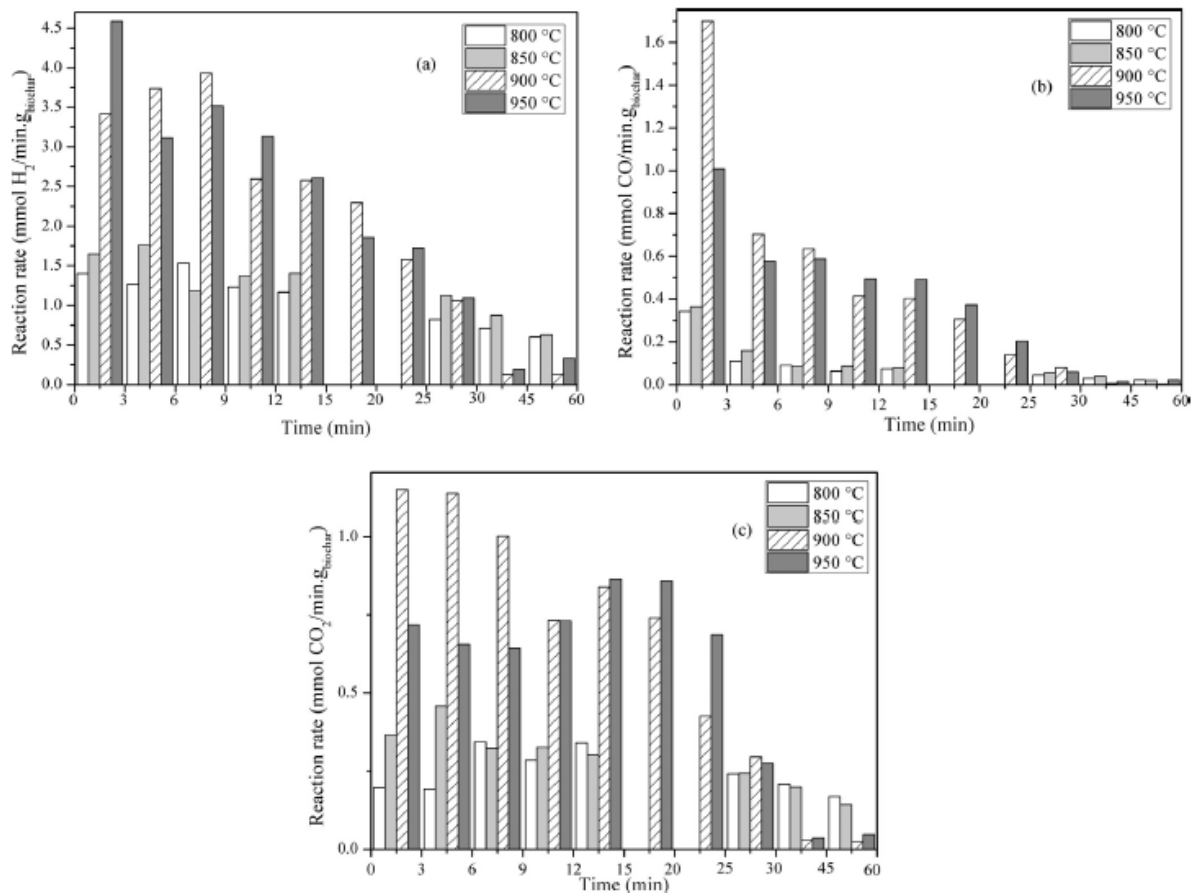 4.5
4.0
3.5
3.0
2.5
2.0
1.5
1.0
0.5
0.0
Reaction rate (mmol H2/min.gbiochar)
(a)
800 °C
850 °C
900 °C
950 °C
0 3 6 9 12 15 20 25 30 45 60
Time (min)
1.6
1.4
1.2
1.0
0.8
0.6
0.4
0.2
0.0
Reaction rate (mmol CO/min.gbiochar)
(b)
800 °C
850 °C
900 °C
950 °C
0 3 6 9 12 15 20 25 30 45 60
Time (min)
1.0
0.5
0.0
Reaction rate (mmol CO2/min.gbiochar)
(c)
800 °C
850 °C
900 °C
950 °C
0 3 6 9 12 15 20 25 30 45 60
Time (min)